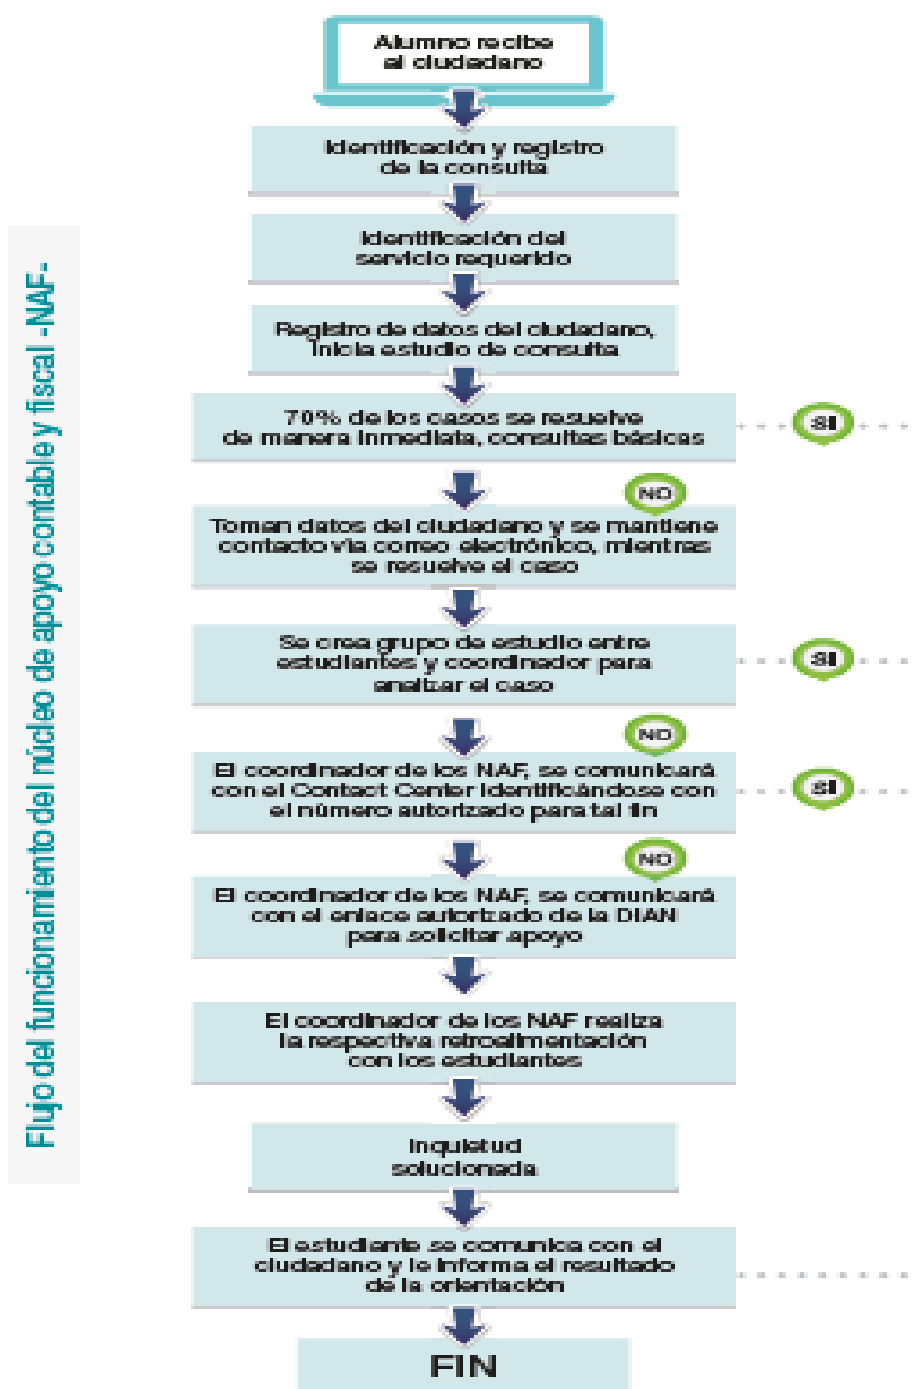 Alumno recibe
al ciudadano
Identificación y registro
de la consulta
Identificación del
servicio requerido
Registro de datos del ciudadano,
inicia estudio de consulta
70% de los casos se resuelve
de manera inmediata, consultas básicas
SI
NO
Toman datos del ciudadano y se mantiene
contacto vía correo electrónico, mientras
se resuelve el caso
Se crea grupo de estudio entre
estudiantes y coordinador para
analizar el caso
SI
NO
El coordinador de los NAF, se comunicará
con el Contact Center identificándose con
el número autorizado para tal fin
SI
NO
El coordinador de los NAF, se comunicará
con el enlace autorizado de la DIAN
para solicitar apoyo
El coordinador de los NAF realiza
la respectiva retroalimentación
con los estudiantes
Inquietud
solucionada
El estudiante se comunica con el
ciudadano y le informa el resultado
de la orientación
FIN
Flujo del funcionamiento del núcleo de apoyo contable y fiscal -NAF-